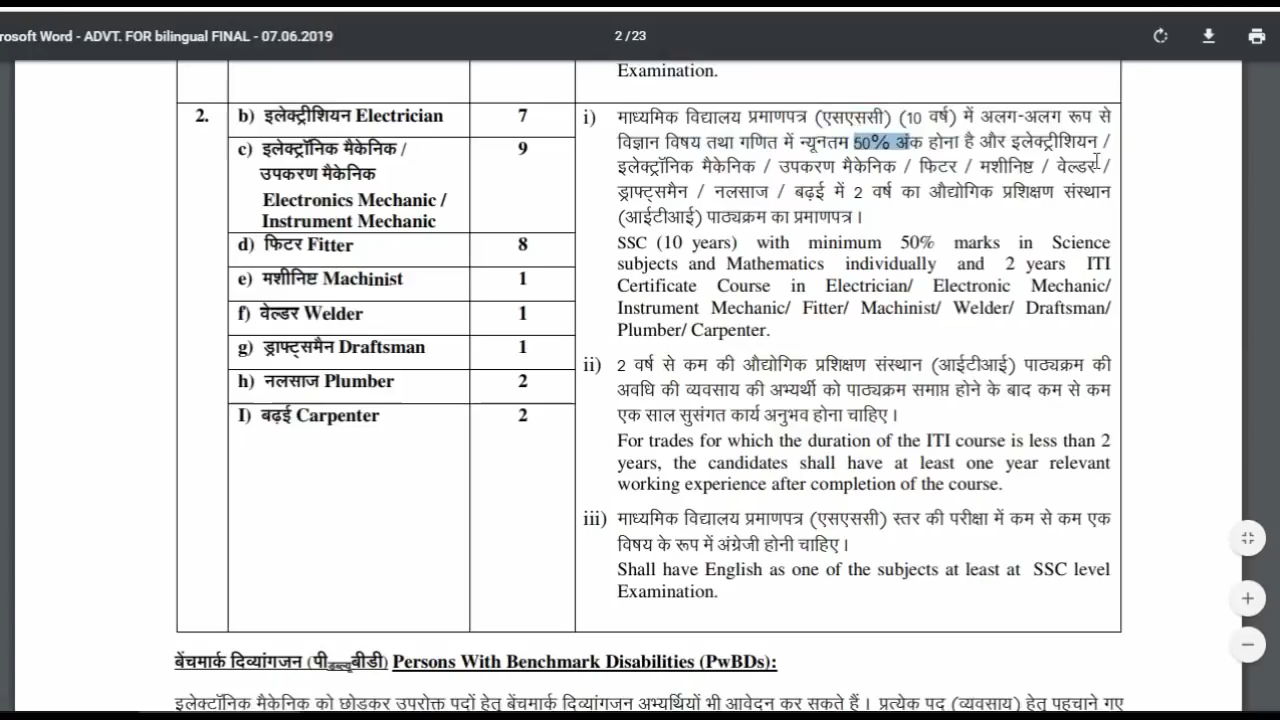 rosoft Word - ADVT. FOR bilingual FINAL - 07.06.2019
2 / 23
Examination.
2.
b) इलेक्ट्रीशियन Electrician
7
c) इलेक्ट्रॉनिक मैकेनिक /
उपकरण मैकेनिक
Electronics Mechanic /
Instrument Mechanic
9
d) फिटर Fitter
8
e) मशीनिष्ट Machinist
1
f) वेल्डर Welder
1
g) ड्राफ्ट्समैन Draftsman
1
h) नलसाज Plumber
2
I) बढ़ई Carpenter
2
i) माध्यमिक विद्यालय प्रमाणपत्र (एसएससी) (10 वर्ष) में अलग-अलग रूप से
विज्ञान विषय तथा गणित में न्यूनतम 50% अंक होना है और इलेक्ट्रीशियन /
इलेक्ट्रॉनिक मैकेनिक / उपकरण मैकेनिक / फिटर / मशीनिष्ट / वेल्डर /
ड्राफ्ट्समैन / नलसाज / बढ़ई में 2 वर्ष का औद्योगिक प्रशिक्षण संस्थान
(आईटीआई) पाठ्यक्रम का प्रमाणपत्र।
SSC (10 years) with minimum 50% marks in Science
subjects and Mathematics individually and 2 years ITI
Certificate Course in Electrician/ Electronic Mechanic/
Instrument Mechanic/ Fitter/ Machinist/ Welder/ Draftsman/
Plumber/ Carpenter.
ii) 2 वर्ष से कम की औद्योगिक प्रशिक्षण संस्थान (आईटीआई) पाठ्यक्रम की
अवधि की व्यवसाय की अभ्यर्थी को पाठ्यक्रम समाप्त होने के बाद कम से कम
एक साल सुसंगत कार्य अनुभव होना चाहिए।
For trades for which the duration of the ITI course is less than 2
years, the candidates shall have at least one year relevant
working experience after completion of the course.
iii) माध्यमिक विद्यालय प्रमाणपत्र (एसएससी) स्तर की परीक्षा में कम से कम एक
विषय के रूप में अंग्रेजी होनी चाहिए।
Shall have English as one of the subjects at least at SSC level
Examination.
बेंचमार्क दिव्यांगजन (पीडब्ल्यूबीडी) Persons With Benchmark Disabilities (PwBDs):
इलेक्टॉनिक मैकेनिक को छोडकर उपरोक्त पदों हेतु बेंचमार्क दिव्यांगजन अभ्यर्थियों भी आवेदन कर सकते हैं। प्रत्येक पद (व्यवसाय) हेतु पहचाने गए